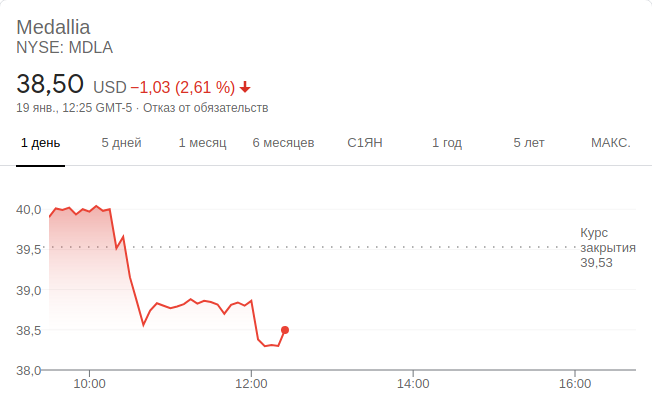 Medallia
NYSE: MDLA
38,50 USD −1,03 (2,61 %)
19 янв., 12:25 GMT-5 · Отказ от обязательств
1 день 5 дней 1 месяц 6 месяцев С1ЯН 1 год 5 лет МАКС.
40,0
Курс
закрытия
39,5
39,53
39,0
38,5
38,0
10:00 12:00 14:00 16:00